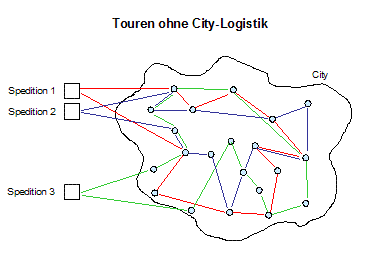 Touren ohne City-Logistik
City
Spedition 1
Spedition 2
Spedition 3